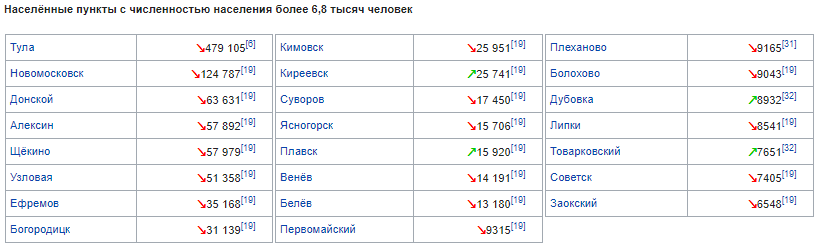 Населённые пункты с численностью населения более 6,8 тысяч человек
Тула ↘479 105[6] Кимовск ↘25 951[19] Плеханово ↘9165[31]
Новомосковск ↘124 787[19] Киреевск ↗25 741[19] Болохово ↘9043[19]
Донской ↘63 631[19] Суворов ↘17 450[19] Дубовка ↗8932[32]
Алексин ↘57 892[19] Ясногорск ↘15 706[19] Липки ↘8541[19]
Щёкино ↘57 979[19] Плавск ↗15 920[19] Товарковский ↗7651[32]
Узловая ↘51 358[19] Венёв ↘14 191[19] Советск ↘7405[19]
Ефремов ↘35 168[19] Белёв ↘13 180[19] Заокский ↘6548[19]
Богородицк ↘31 139[19] Первомайский ↘9315[19]